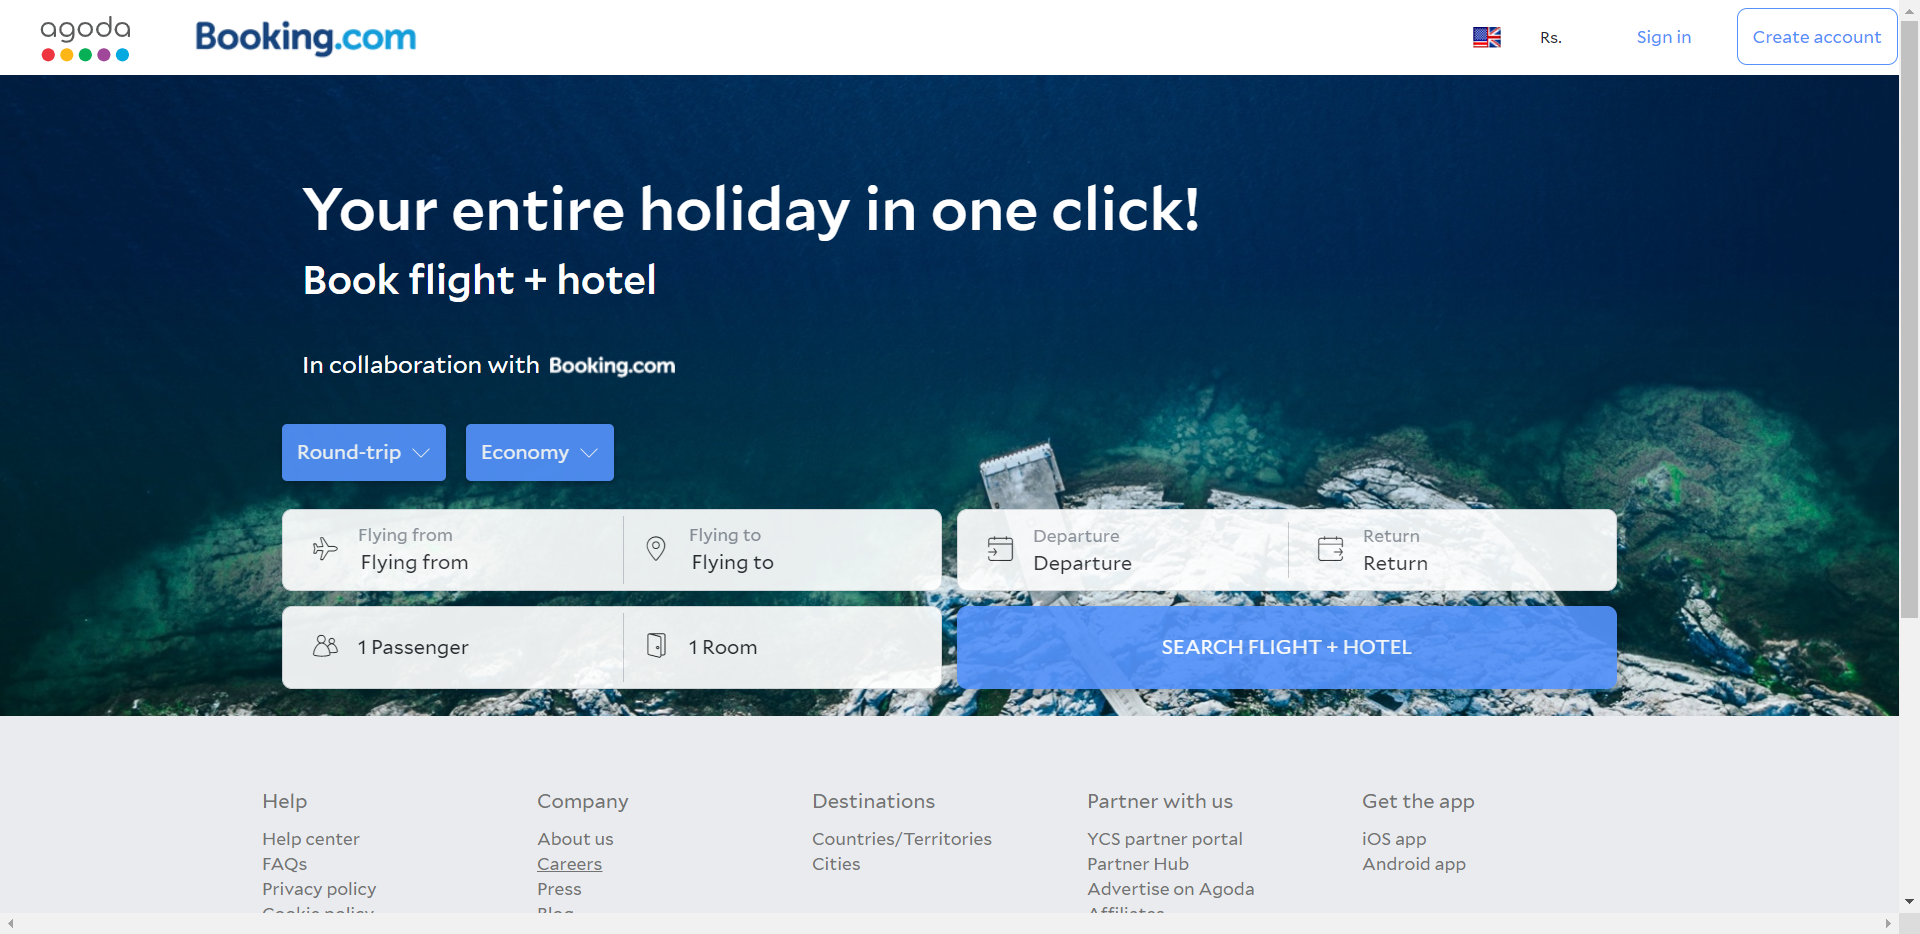 agoda
Booking.com
Rs.
Sign in
Create account
Your entire holiday in one click!
Book flight + hotel
In collaboration with Booking.com
Round-trip
Economy
Flying from
Flying from
Flying to
Flying to
Departure
Departure
Return
Return
1 Passenger
1 Room
SEARCH FLIGHT + HOTEL
Help
Help center
FAQs
Privacy policy
Cookie policy
Company
About us
Careers
Press
Blog
Destinations
Countries/Territories
Cities
Partner with us
YCS partner portal
Partner Hub
Advertise on Agoda
Affiliates
Get the app
iOS app
Android app